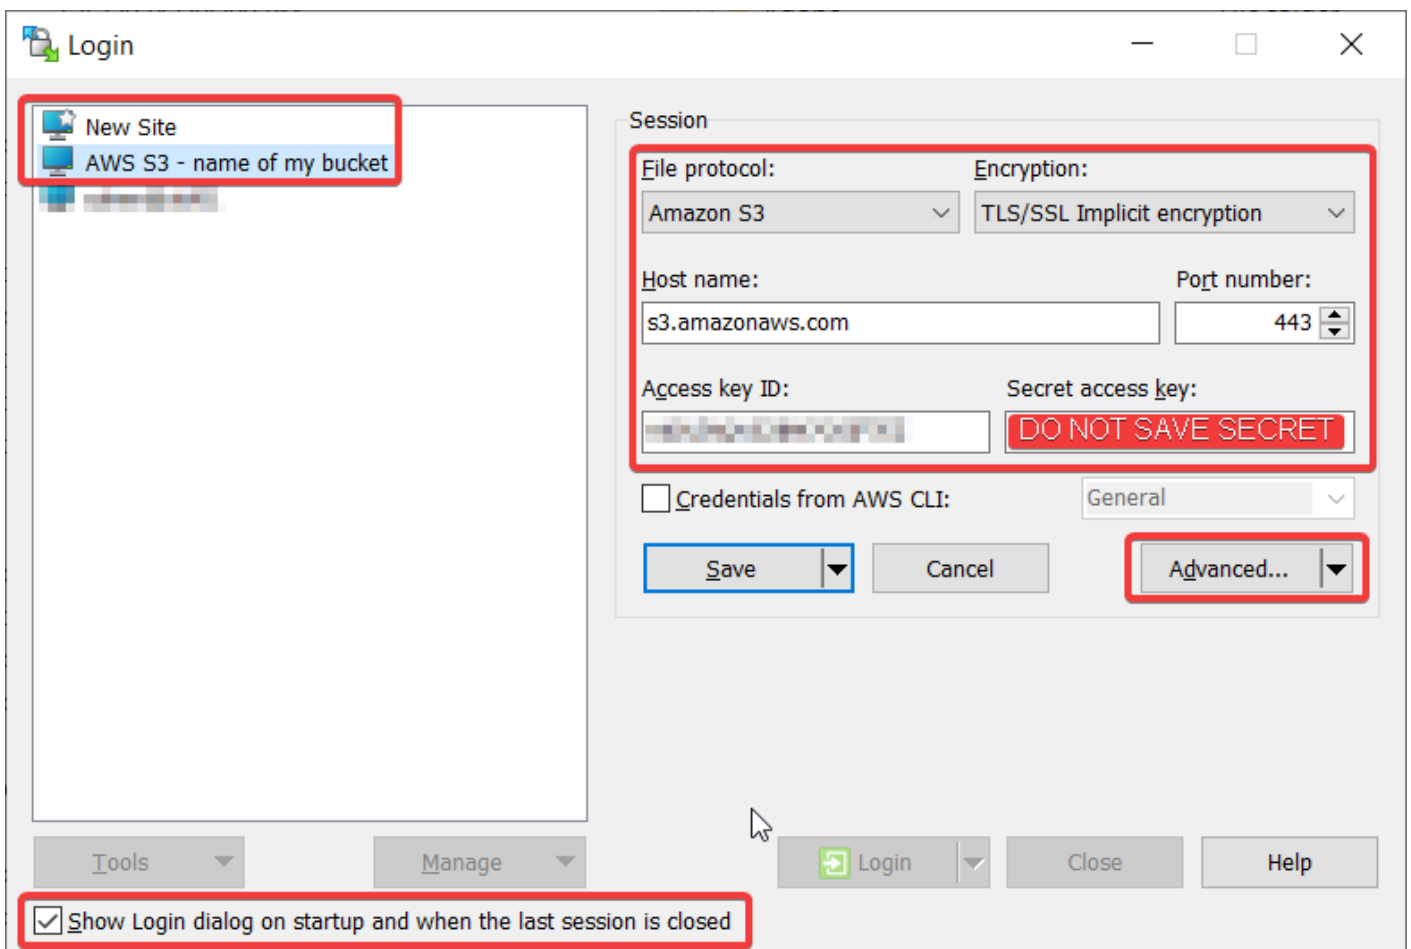 Login
New Site
AWS S3 - name of my bucket
Session
File protocol: Encryption:
Amazon S3 TLS/SSL Implicit encryption
Host name: Port number:
s3.amazonaws.com 443
Access key ID: Secret access key:
DO NOT SAVE SECRET
Credentials from AWS CLI: General
Save Cancel Advanced...
Tools Manage Login Close Help
Show Login dialog on startup and when the last session is closed